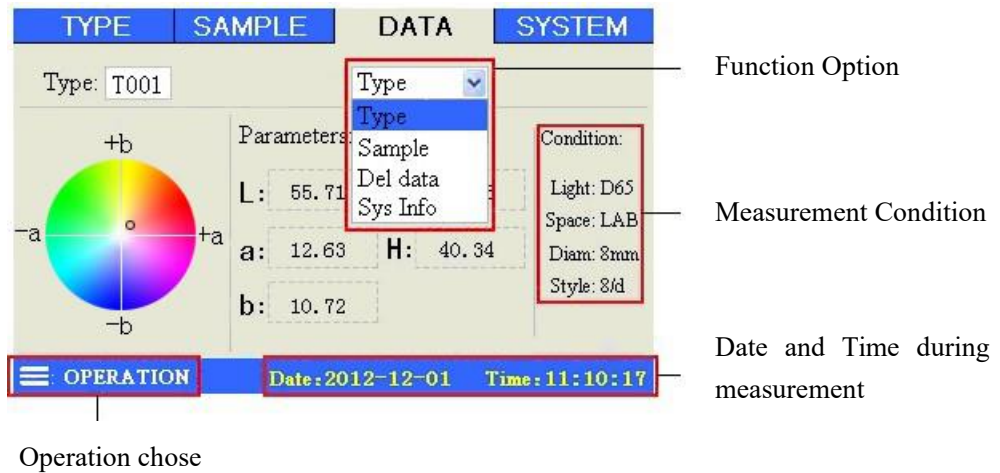 TYPE SAMPLE DATA SYSTEM
Type: T001
Type
Function Option
Type
Sample
Del data
Sys Info
+b
-a
+a
-b
Parameters:
L: 55.71
a: 12.63 H: 40.34
b: 10.72
Condition:
Light: D65
Space: LAB
Diam: 8mm
Style: 8/d
Measurement Condition
OPERATION
Date:2012-12-01 Time:11:10:17
Date and Time during
measurement
Operation chose